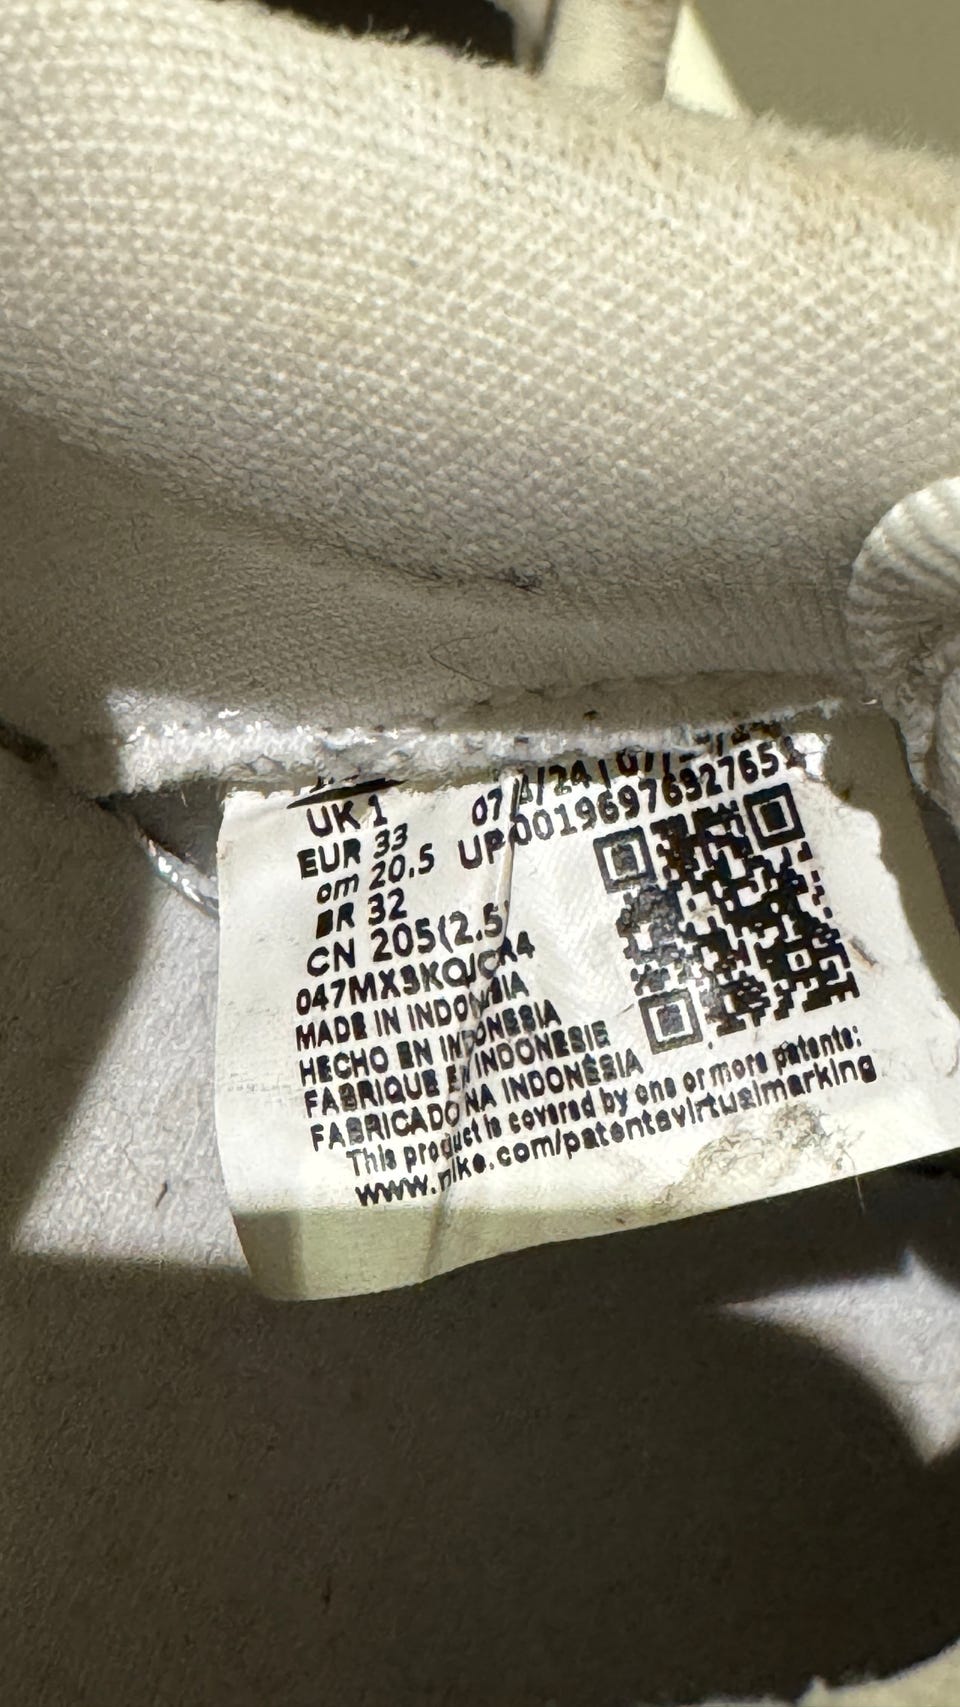 UK 1
EUR 33
cm 20.5
BR 32
CN 205(2.5)
UP 00196976927651
MADE IN INDONESIA
HECHO EN INDONESIA
FABRIQUE EN INDONESIE
FABRICADO NA INDONÉSIA
This product is covered by one or more patents:
www.nike.com/patentsvirtualmarking